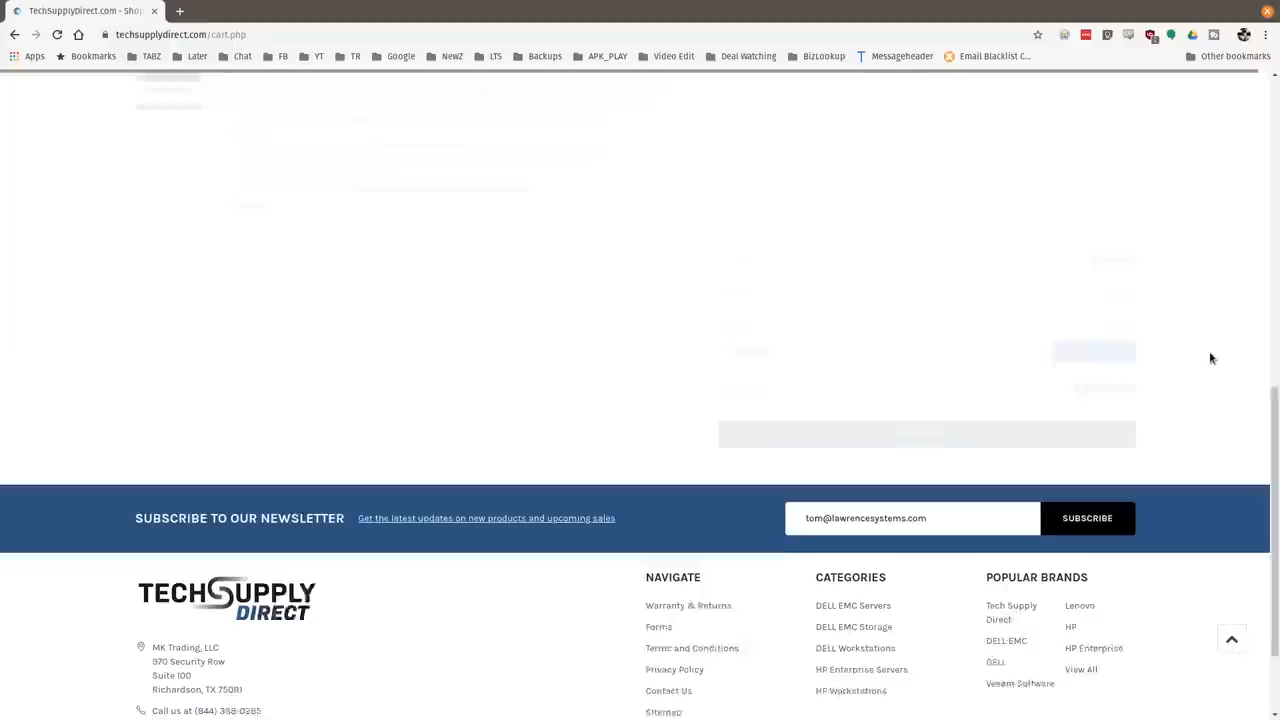 TechSupplyDirect.com - Shop
techsupplydirect.com/cart.php
Apps Bookmarks TABZ Later Chat FB YT TR Google NewZ LTS Backups APK_PLAY Video Edit Deal Watching BizLookup Messageheader Email Blacklist C... Other bookmarks
SUBSCRIBE TO OUR NEWSLETTER Get the latest updates on new products and upcoming sales tom@lawrencesystems.com SUBSCRIBE
TECHSUPPLY
DIRECT
MK Trading, LLC
970 Security Row
Suite 100
Richardson, TX 75081
Call us at (844) 388-0285
NAVIGATE
Warranty & Returns
Forms
Terms and Conditions
Privacy Policy
Contact Us
Sitemap
CATEGORIES
DELL EMC Servers
DELL EMC Storage
DELL Workstations
HP Enterprise Servers
HP Workstations
POPULAR BRANDS
Tech Supply
Direct
DELL-EMC
DELL
Veeam Software
Lenovo
HP
HP Enterprise
View All